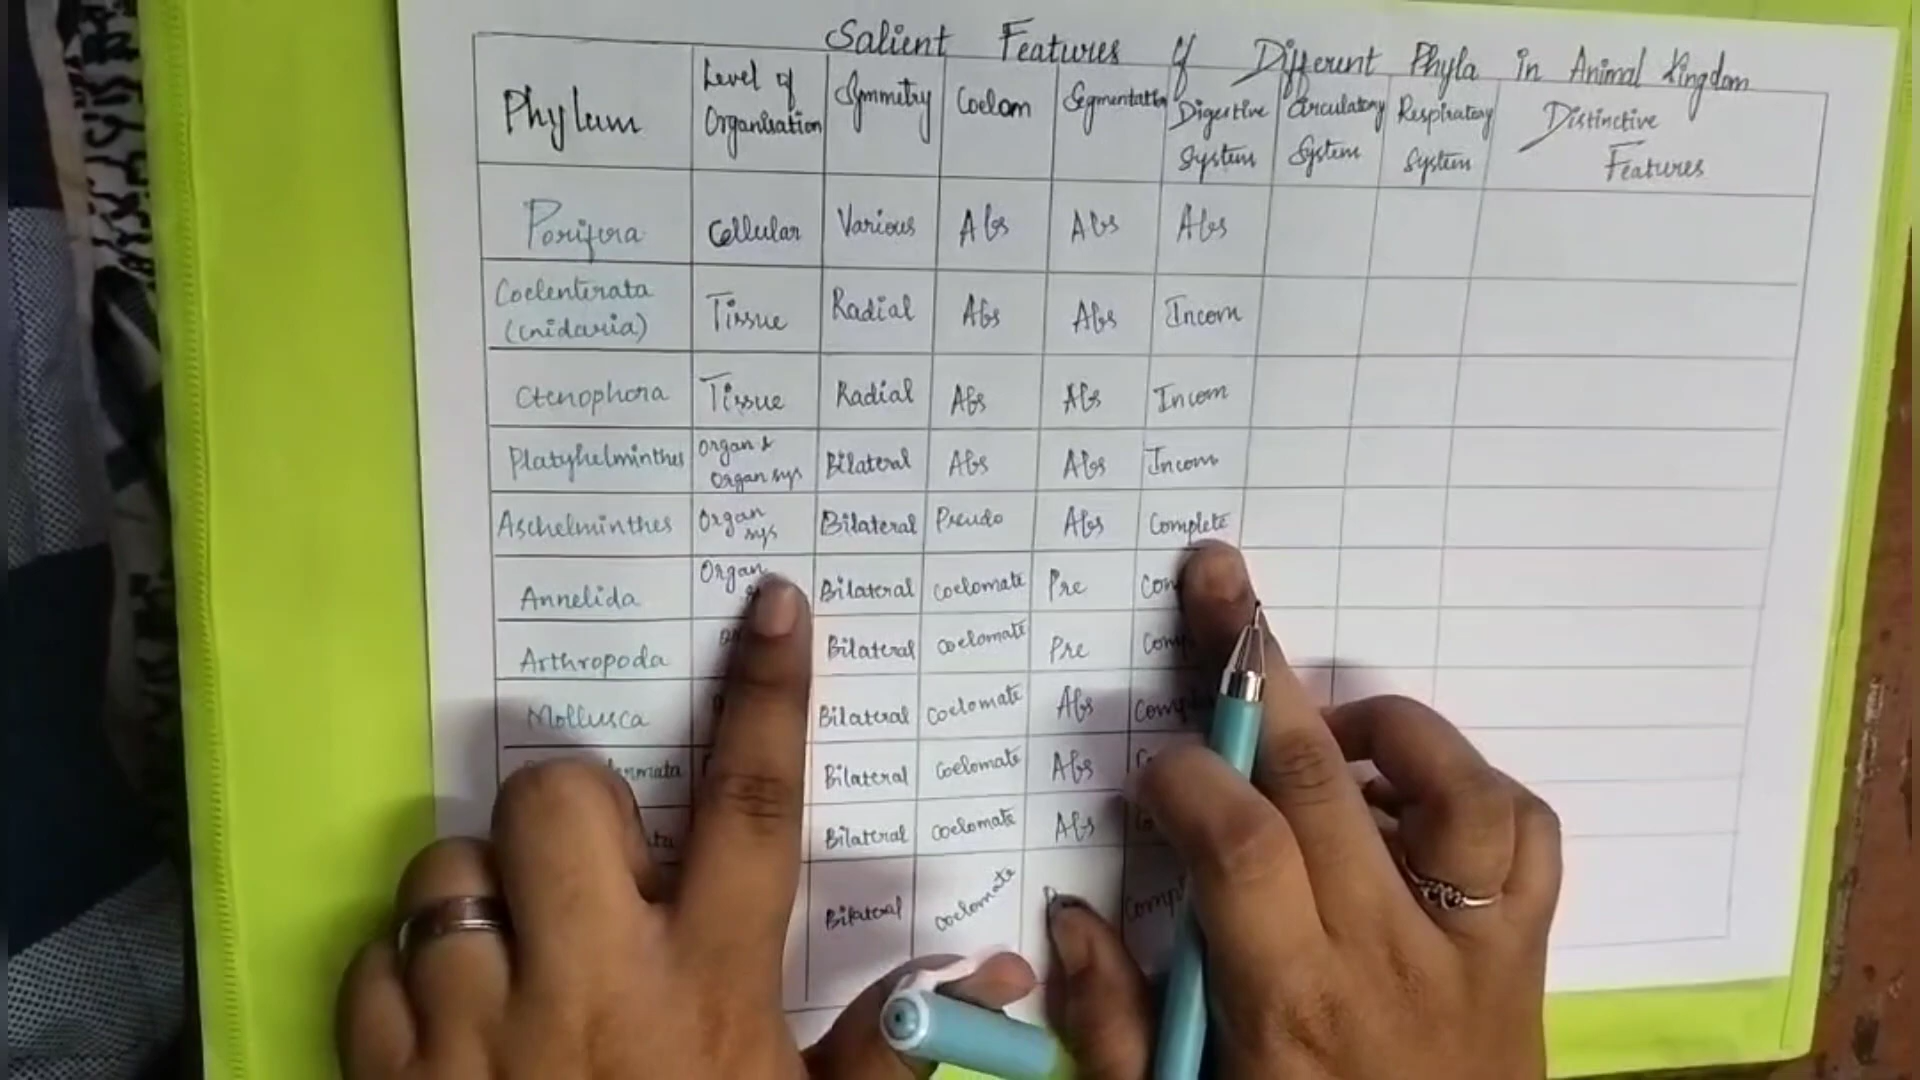 Salient Features of Different Phyla in Animal Kingdom
Phylum Level of Organisation Symmetry Coelom Segmentation Digestive System Circulatory System Respiratory System Distinctive Features
Porifera Cellular Various Abs Abs Abs
Coelenterata (Cnidaria) Tissue Radial Abs Abs Incom
Ctenophora Tissue Radial Abs Abs Incom
Platyhelminthes Organ & Organ sys Bilateral Abs Abs Incom
Aschelminthes Organ sys Bilateral Pseudo Abs Complete
Annelida Organ Bilateral Coelomate Pre
Arthropoda Bilateral Coelomate Pre
Mollusca Bilateral Coelomate Abs
Bilateral Coelomate Abs
Bilateral Coelomate Abs
Bilateral Coelomate